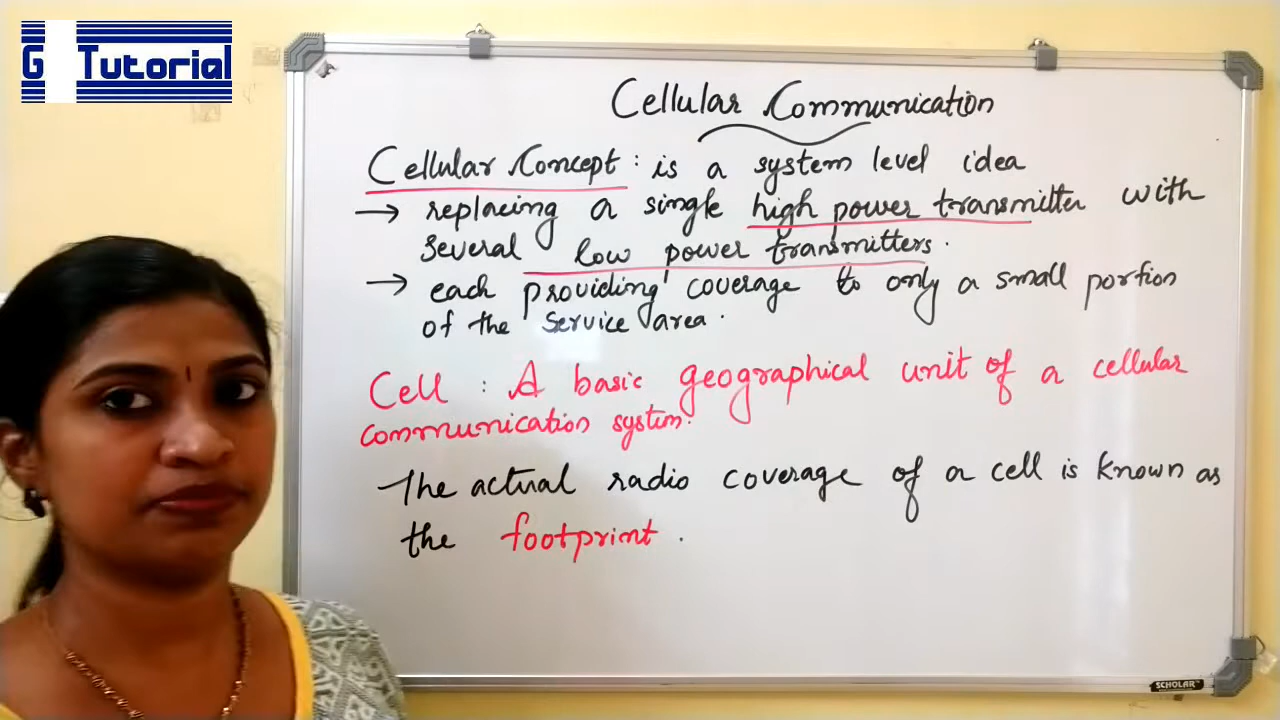 G Tutorial
Cellular Communication
Cellular Concept : is a system level idea
→ replacing a single high power transmitter with
several low power transmitters.
→ each providing coverage to only a small portion
of the service area.
Cell : A basic geographical unit of a cellular
communication system.
The actual radio coverage of a cell is known as
the footprint.
SCHOLAR